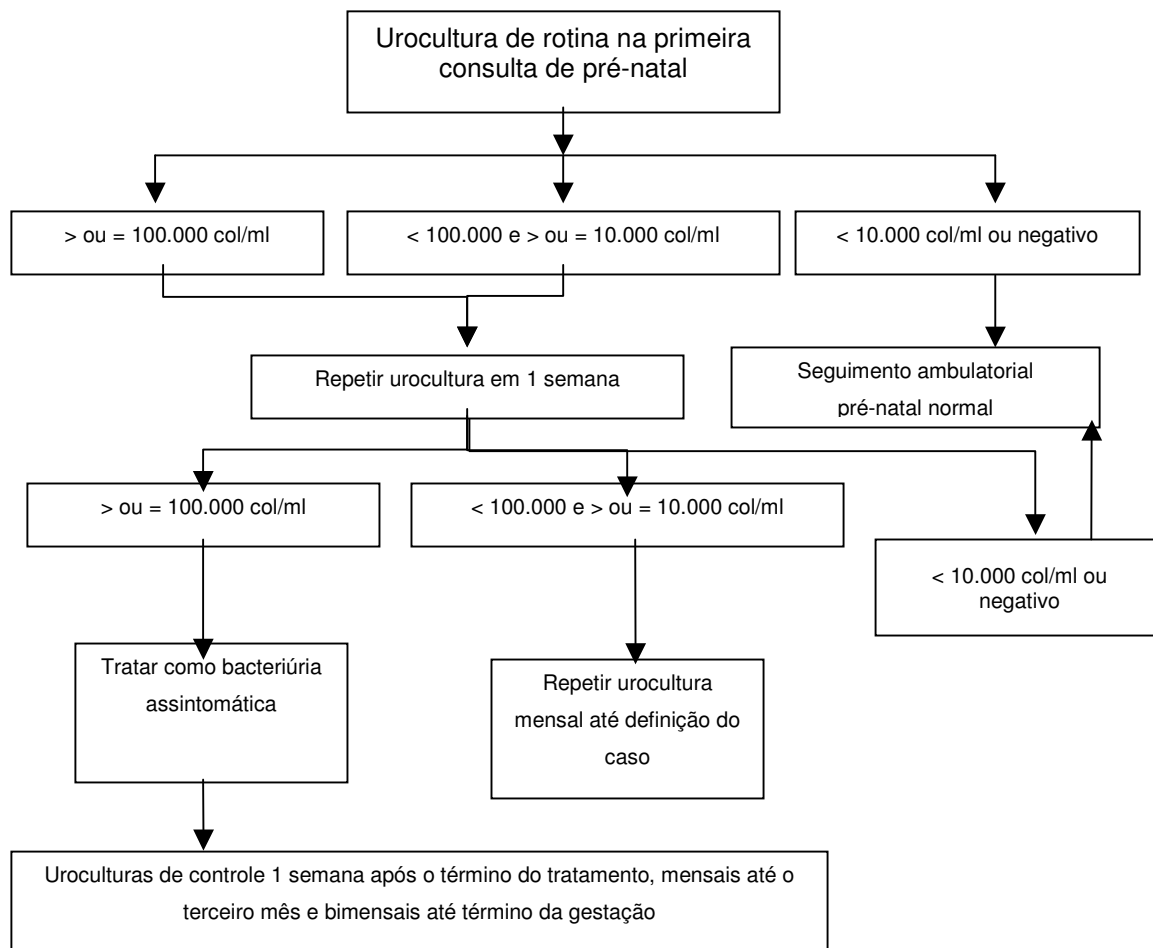 Urocultura de rotina na primeira
consulta de pré-natal
> ou = 100.000 col/ml
< 100.000 e > ou = 10.000 col/ml
< 10.000 col/ml ou negativo
Repetir urocultura em 1 semana
Seguimento ambulatorial
pré-natal normal
> ou = 100.000 col/ml
< 100.000 e > ou = 10.000 col/ml
< 10.000 col/ml ou
negativo
Tratar como bacteriúria
assintomática
Repetir urocultura
mensal até definição do
caso
Uroculturas de controle 1 semana após o término do tratamento, mensais até o
terceiro mês e bimensais até término da gestação